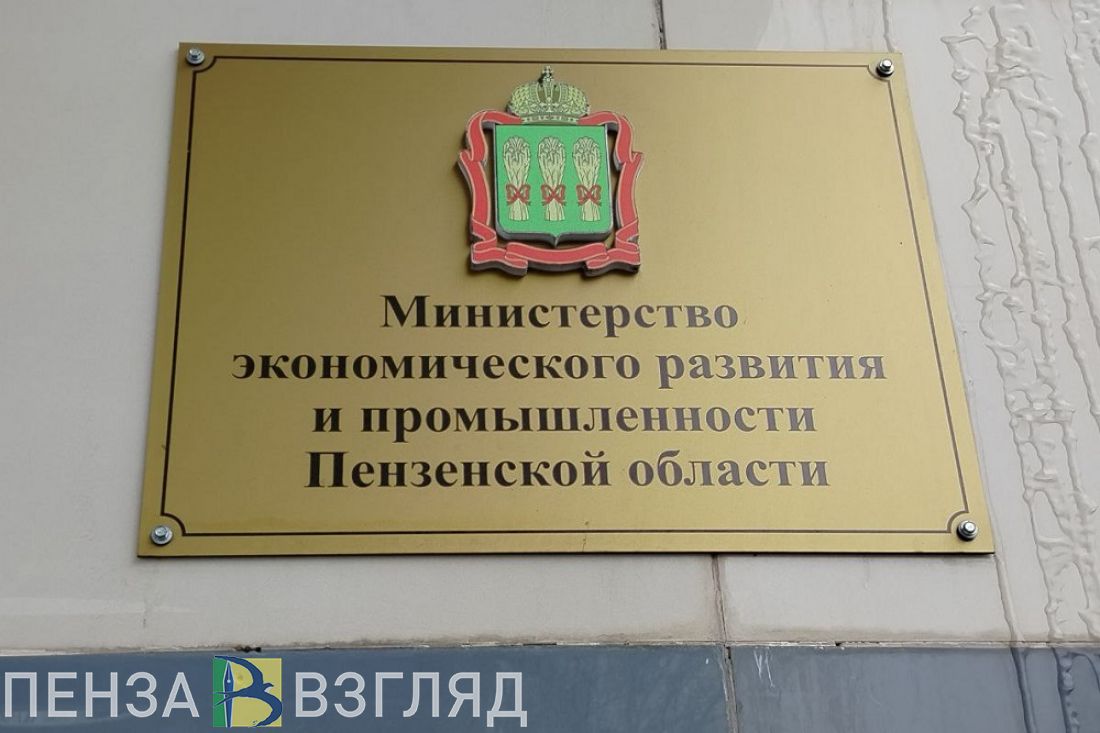 Министерство
экономического развития
и промышленности
Пензенской области
ПЕНЗА ВЗГЛЯД